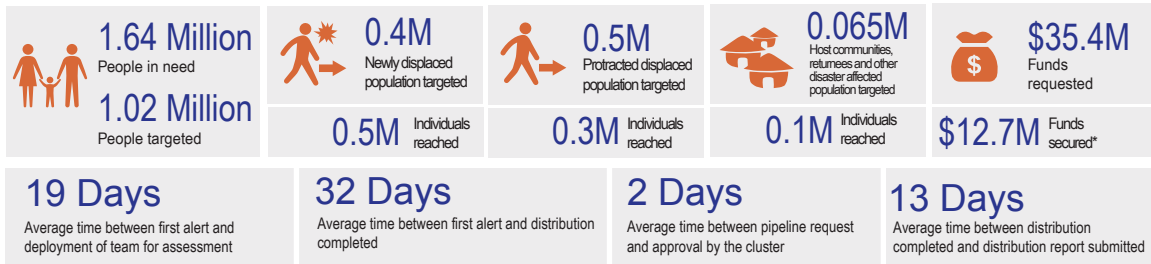 1.64 Million
People in need
1.02 Million
People targeted
0.4M
Newly displaced
population targeted
0.5M Individuals
reached
0.5M
Protracted displaced
population targeted
0.3M Individuals
reached
0.065M
Host communities,
returnees and other
disaster affected
population targeted
0.1M Individuals
reached
$
$35.4M
Funds
requested
$12.7M Funds
secured*
19 Days
Average time between first alert and
deployment of team for assessment
32 Days
Average time between first alert and distribution
completed
2 Days
Average time between pipeline request
and approval by the cluster
13 Days
Average time between distribution
completed and distribution report submitted